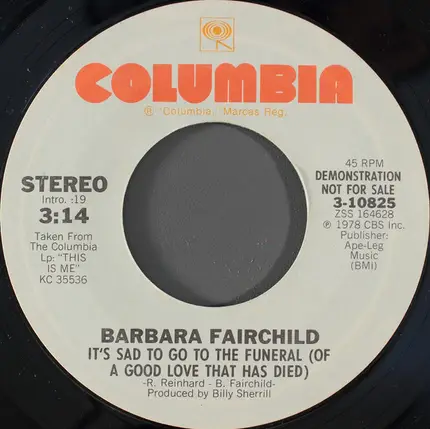 COLUMBIA
® "Columbia", Marcas Reg.
STEREO
Intro. :19
3:14
Taken From
The Columbia
Lp: "THIS
IS ME"
KC 35536
45 RPM
DEMONSTRATION
NOT FOR SALE
3-10825
ZSS 164628
℗ 1978 CBS Inc.
Publisher:
Ape-Leg
Music
(BMI)
BARBARA FAIRCHILD
IT'S SAD TO GO TO THE FUNERAL (OF
A GOOD LOVE THAT HAS DIED)
-R. Reinhard - B. Fairchild-
Produced by Billy Sherrill